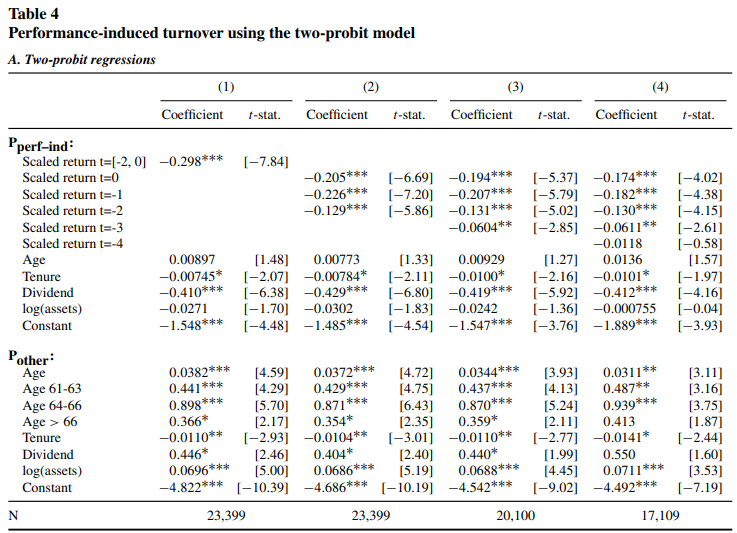 Table 4
Performance-induced turnover using the two-probit model
A. Two-probit regressions
(1) (2) (3) (4)
Coefficient t-stat. Coefficient t-stat. Coefficient t-stat. Coefficient t-stat.
Pperf–ind:
Scaled return t=[-2, 0] −0.298*** [−7.84]
Scaled return t=0 −0.205*** [−6.69] −0.194*** [−5.37] −0.174*** [−4.02]
Scaled return t=-1 −0.226*** [−7.20] −0.207*** [−5.79] −0.182*** [−4.38]
Scaled return t=-2 −0.129*** [−5.86] −0.131*** [−5.02] −0.130*** [−4.15]
Scaled return t=-3 −0.0604** [−2.85] −0.0611** [−2.61]
Scaled return t=-4 −0.0118 [−0.58]
Age 0.00897 [1.48] 0.00773 [1.33] 0.00929 [1.27] 0.0136 [1.57]
Tenure −0.00745* [−2.07] −0.00784* [−2.11] −0.0100* [−2.16] −0.0101* [−1.97]
Dividend −0.410*** [−6.38] −0.429*** [−6.80] −0.419*** [−5.92] −0.412*** [−4.16]
log(assets) −0.0271 [−1.70] −0.0302 [−1.83] −0.0242 [−1.36] −0.000755 [−0.04]
Constant −1.548*** [−4.48] −1.485*** [−4.54] −1.547*** [−3.76] −1.889*** [−3.93]
Pother:
Age 0.0382*** [4.59] 0.0372*** [4.72] 0.0344*** [3.93] 0.0311** [3.11]
Age 61-63 0.441*** [4.29] 0.429*** [4.75] 0.437*** [4.13] 0.487** [3.16]
Age 64-66 0.898*** [5.70] 0.871*** [6.43] 0.870*** [5.24] 0.939*** [3.75]
Age > 66 0.366* [2.17] 0.354* [2.35] 0.359* [2.11] 0.413 [1.87]
Tenure −0.0110** [−2.93] −0.0104** [−3.01] −0.0110** [−2.77] −0.0141* [−2.44]
Dividend 0.446* [2.46] 0.404* [2.40] 0.440* [1.99] 0.550 [1.60]
log(assets) 0.0696*** [5.00] 0.0686*** [5.19] 0.0688*** [4.45] 0.0711*** [3.53]
Constant −4.822*** [−10.39] −4.686*** [−10.19] −4.542*** [−9.02] −4.492*** [−7.19]
N 23,399 23,399 20,100 17,109